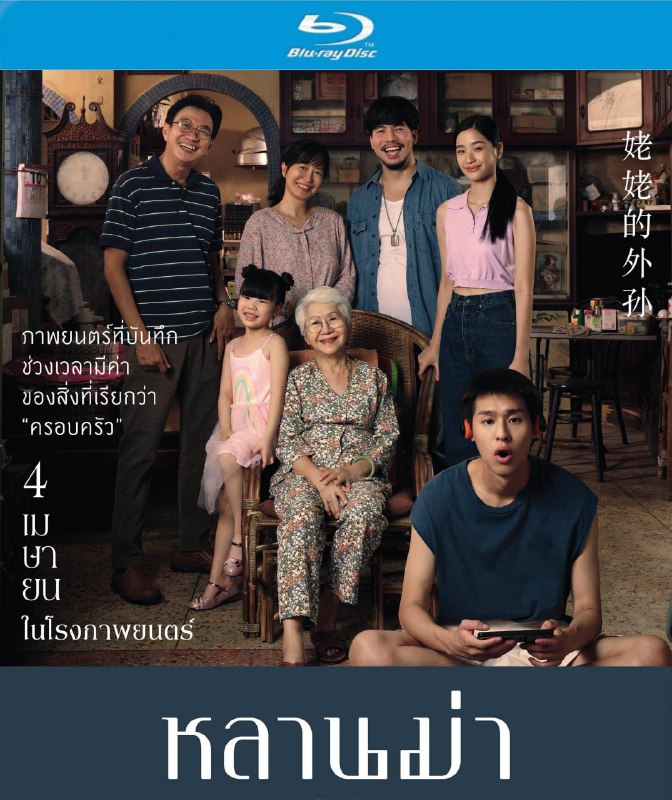 Blu-ray Disc™
姥姥的外孙
ภาพยนตร์ที่บันทึก
ช่วงเวลามีค่า
ของสิ่งที่เรียกว่า
“ครอบครัว”
4
เม
ษา
ยน
ในโรงภาพยนตร์
หลานม่า